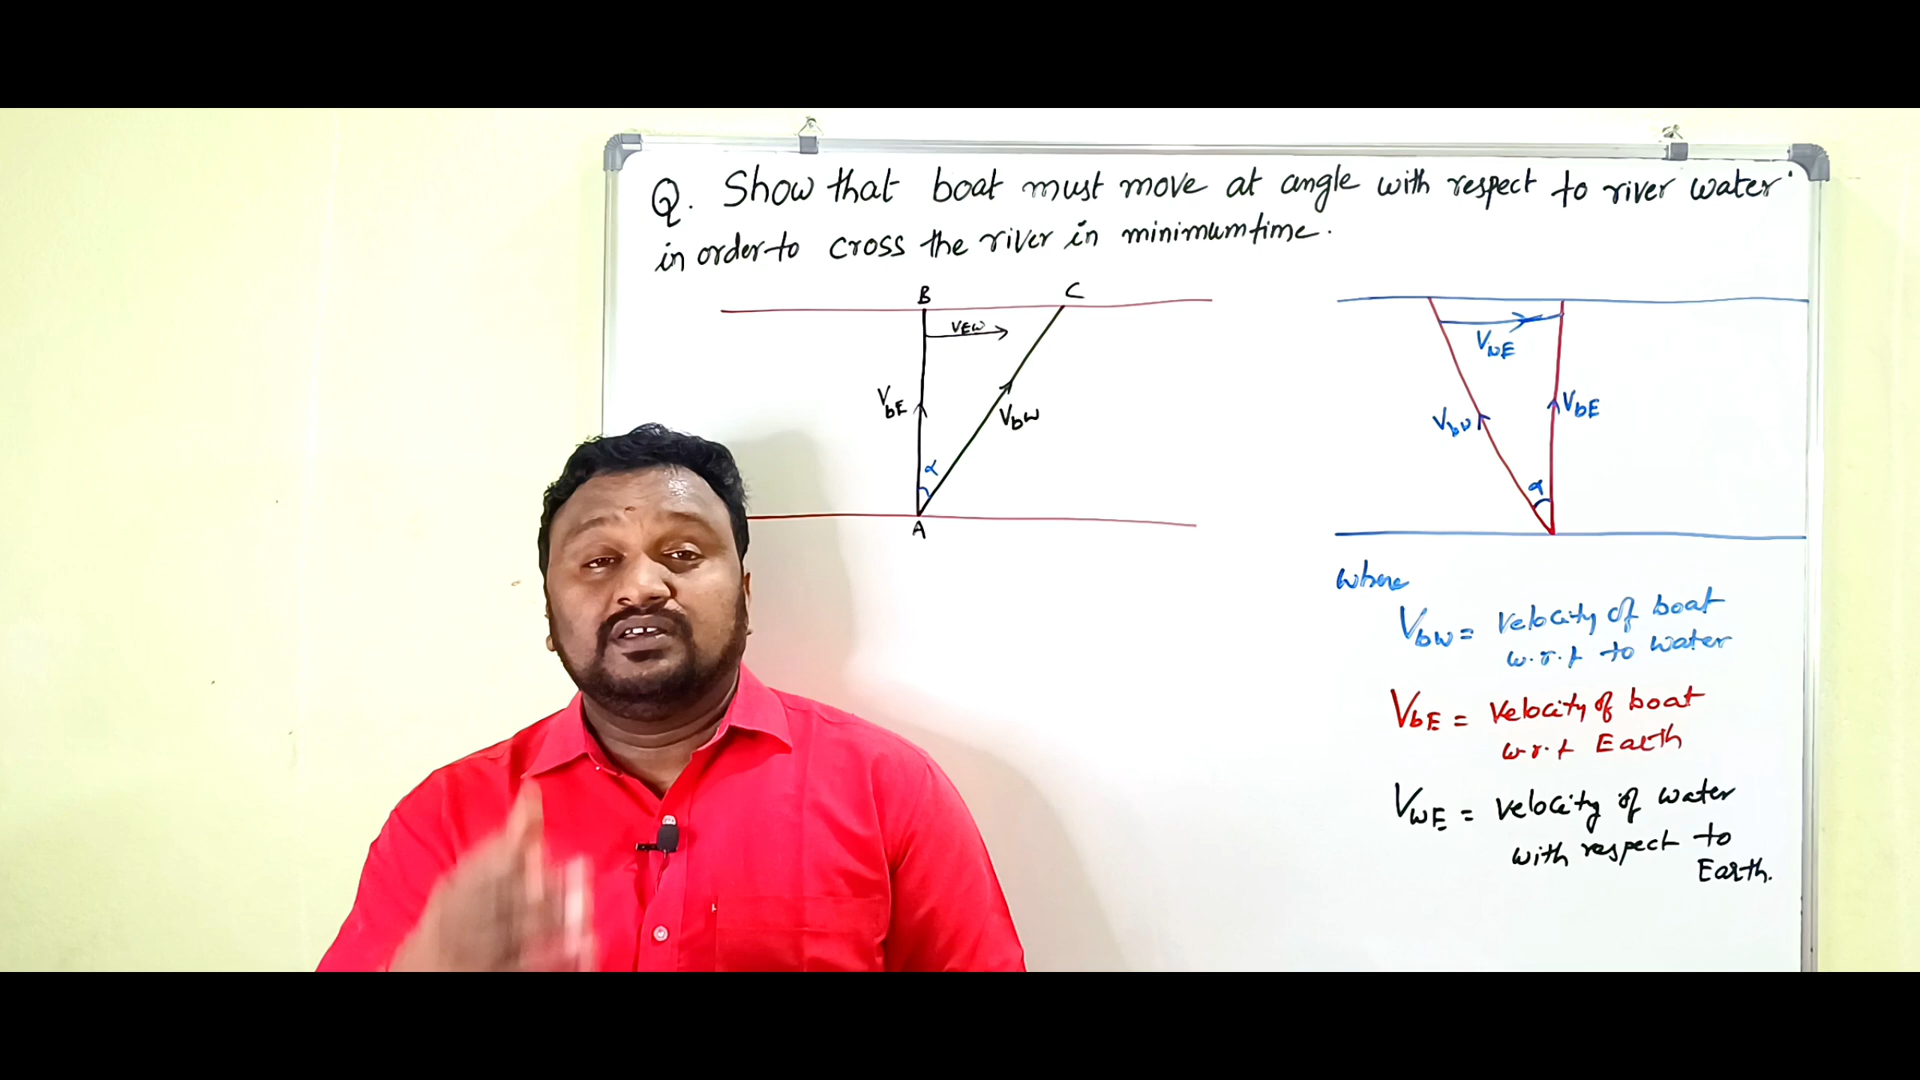 Q. Show that boat must move at angle with respect to river water
in order to cross the river in minimum time.
B
C
VEW
VbE
VbW
α
A
VWE
VbW
VbE
α
where
VbW = Velocity of boat
w.r.t to water
VbE = Velocity of boat
w.r.t Earth
VWE = Velocity of water
with respect to
Earth.